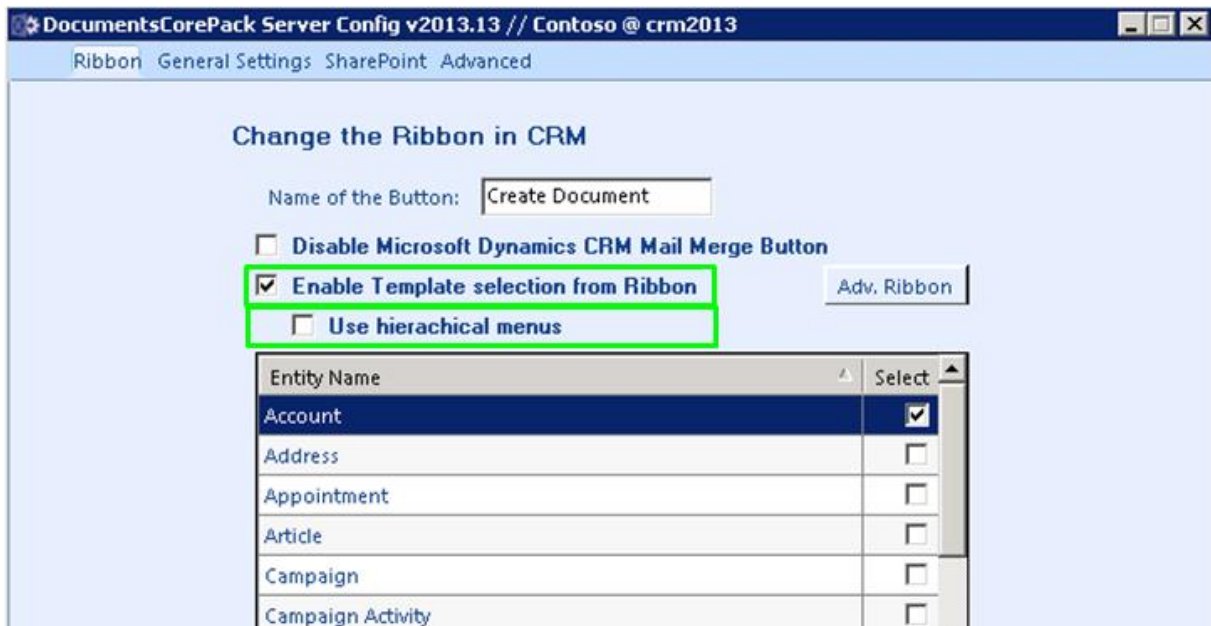 DocumentsCorePack Server Config v2013.13 // Contoso @ crm2013
Ribbon General Settings SharePoint Advanced
Change the Ribbon in CRM
Name of the Button: Create Document
Disable Microsoft Dynamics CRM Mail Merge Button
Enable Template selection from Ribbon Adv. Ribbon
Use hierachical menus
Entity Name Select
Account
Address
Appointment
Article
Campaign
Campaign Activity